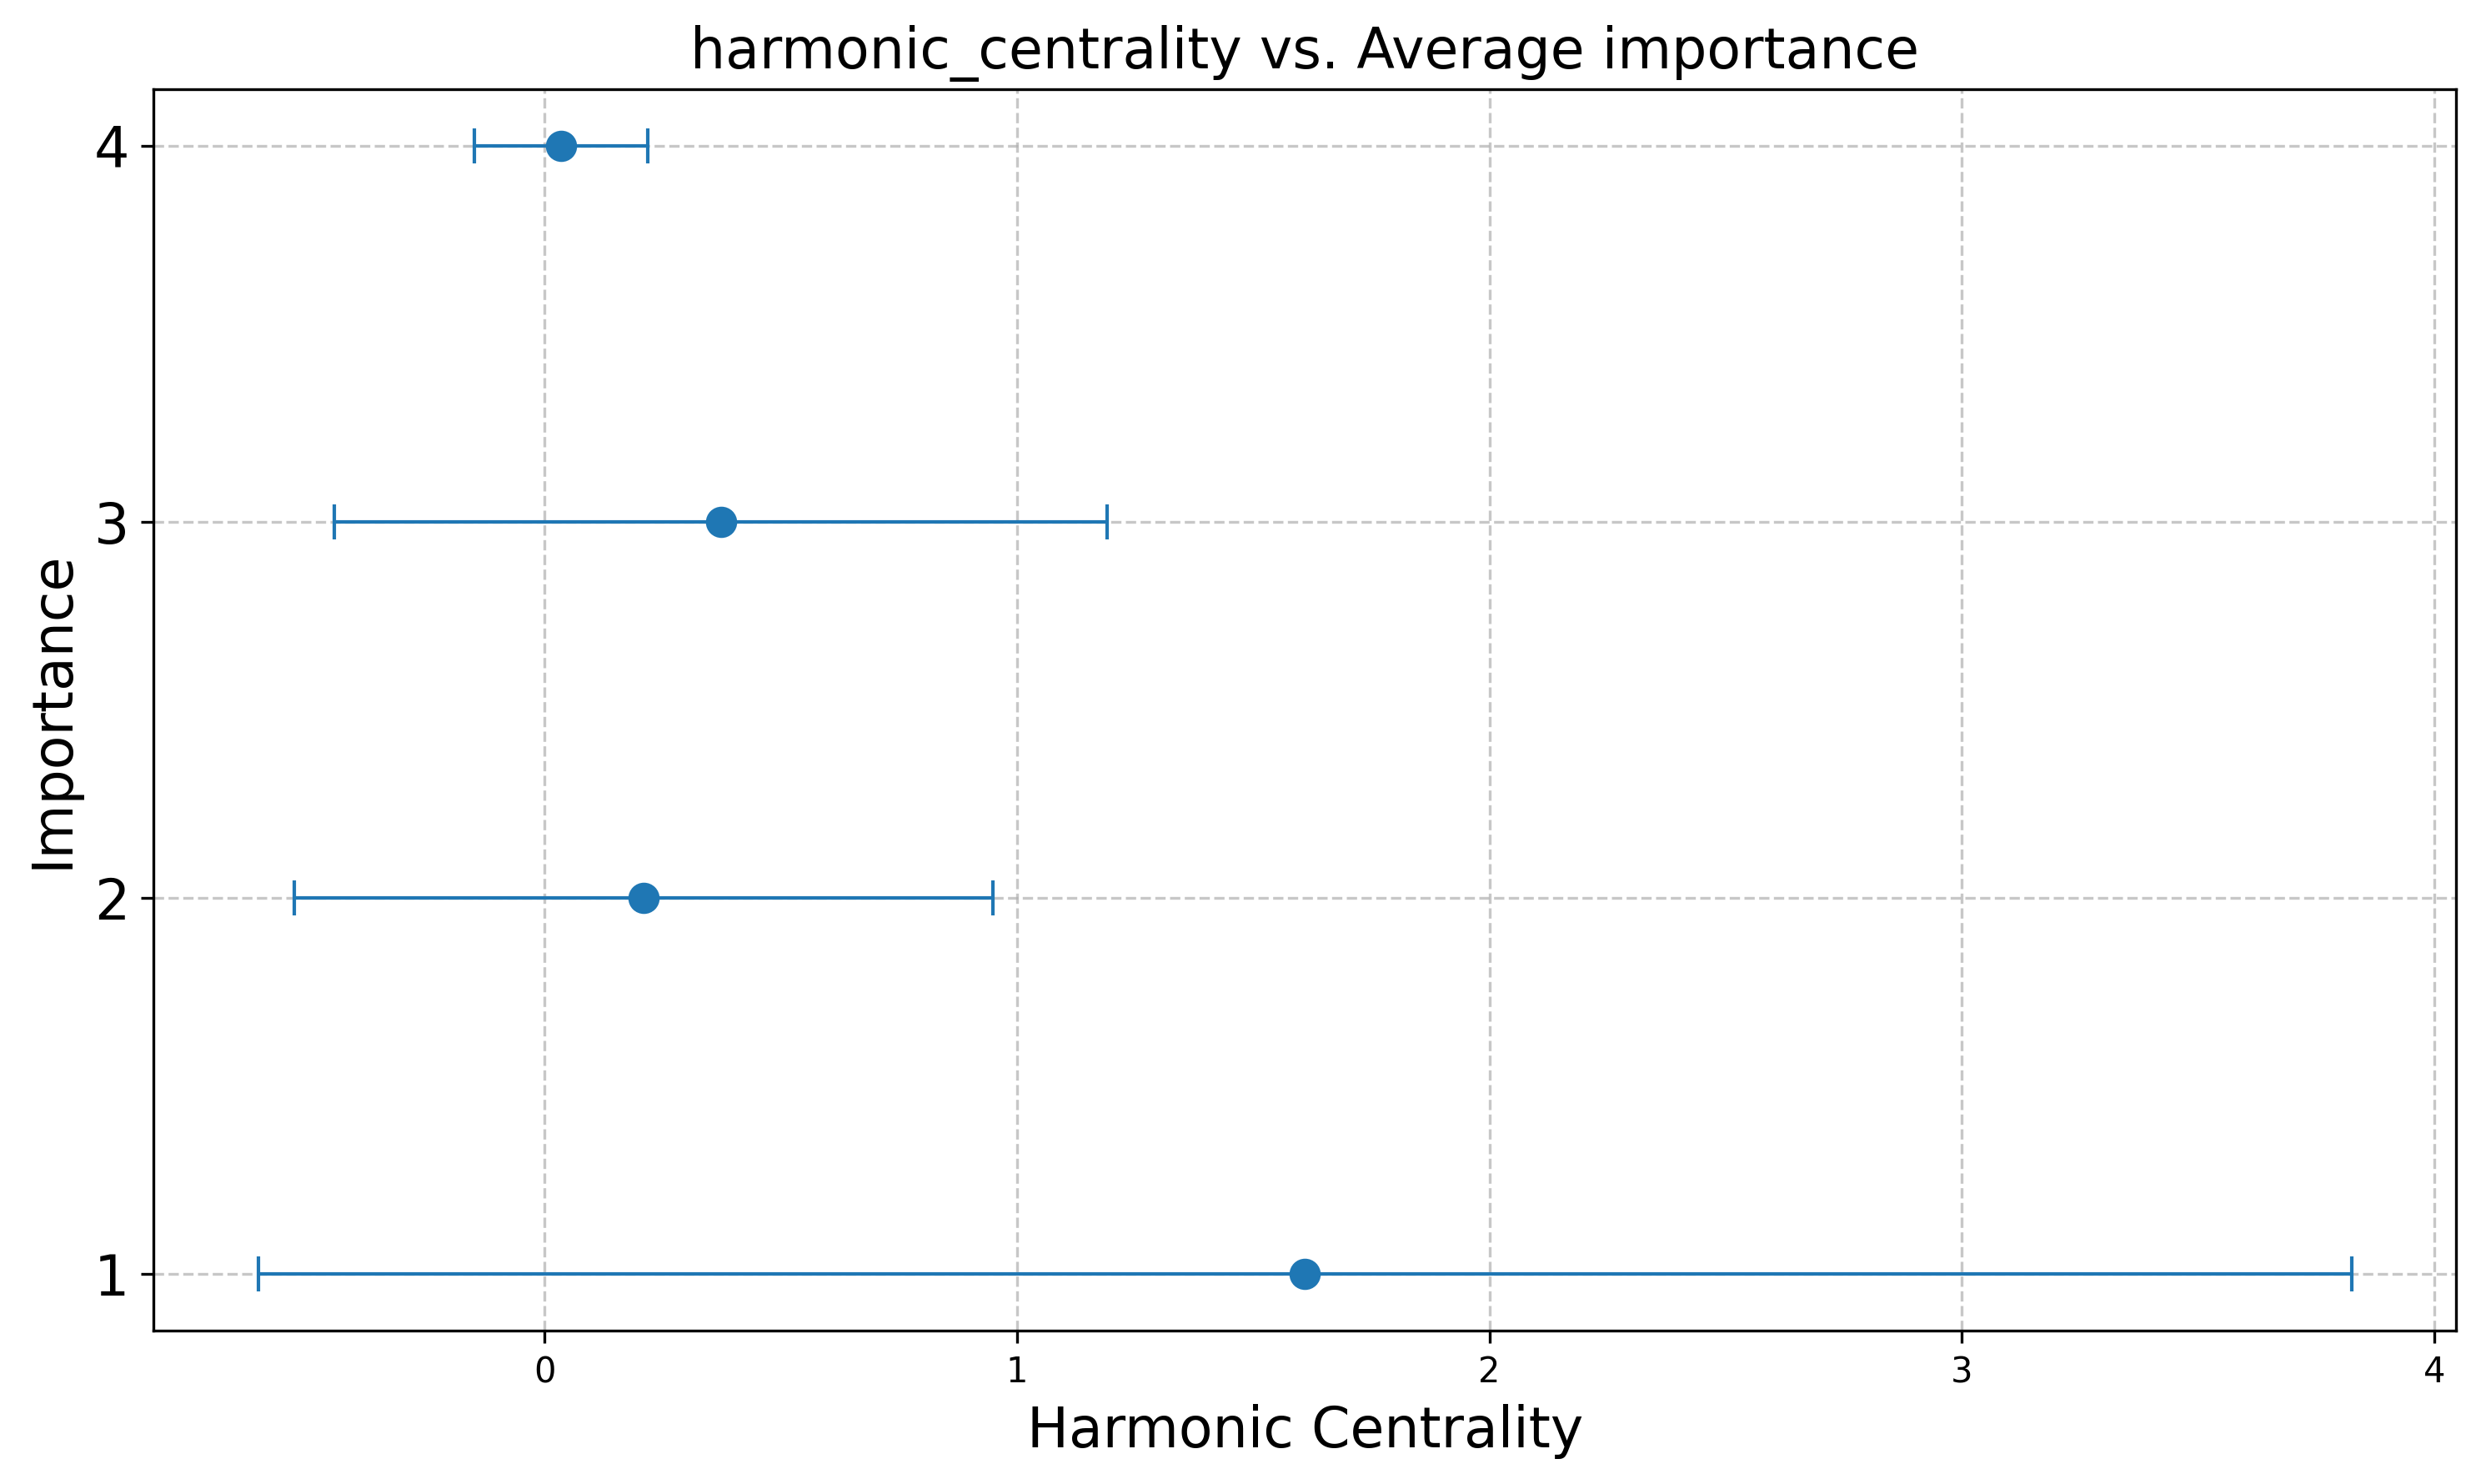 harmonic_centrality vs. Average importance
4
3
2
1
Importance
0 1 2 3 4
Harmonic Centrality